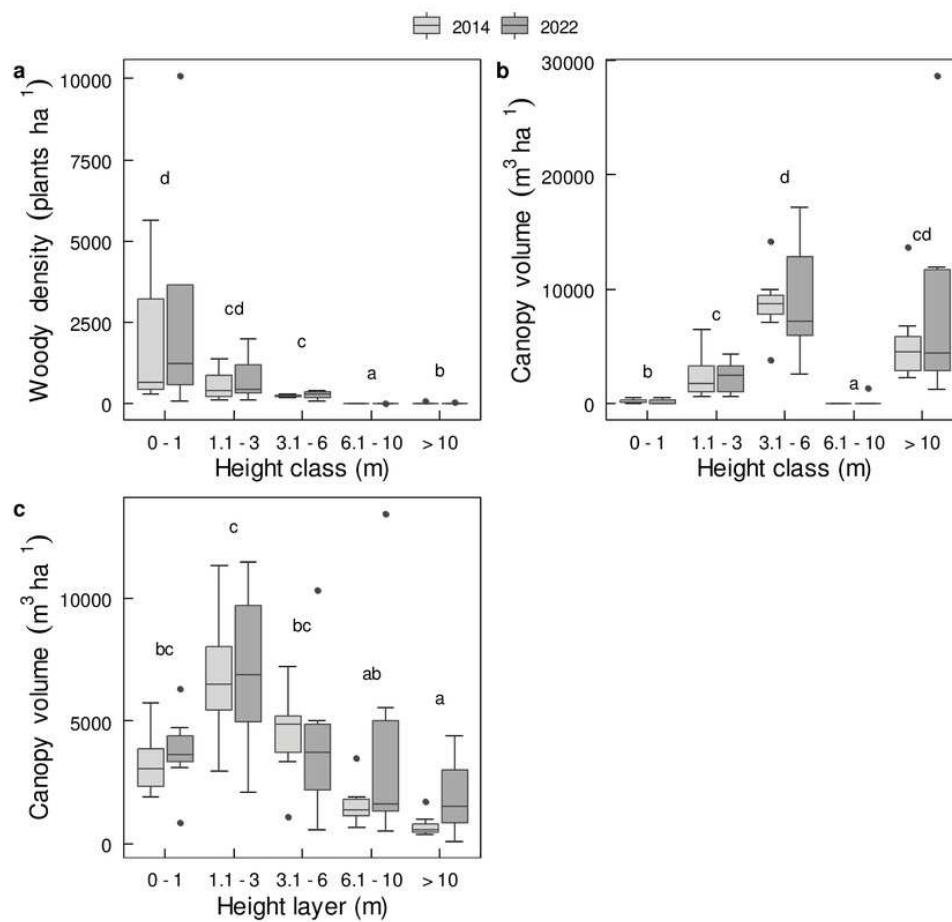 2014 2022
a
Woody density (plants ha ¹)
10000
7500
5000
2500
0
d
cd
c
a
b
0 - 1 1.1 - 3 3.1 - 6 6.1 - 10 > 10
Height class (m)
b
Canopy volume (m³ ha ¹)
30000
20000
10000
0
b
c
d
a
cd
0 - 1 1.1 - 3 3.1 - 6 6.1 - 10 > 10
Height class (m)
c
Canopy volume (m³ ha ¹)
10000
5000
0
bc
c
bc
ab
a
0 - 1 1.1 - 3 3.1 - 6 6.1 - 10 > 10
Height layer (m)